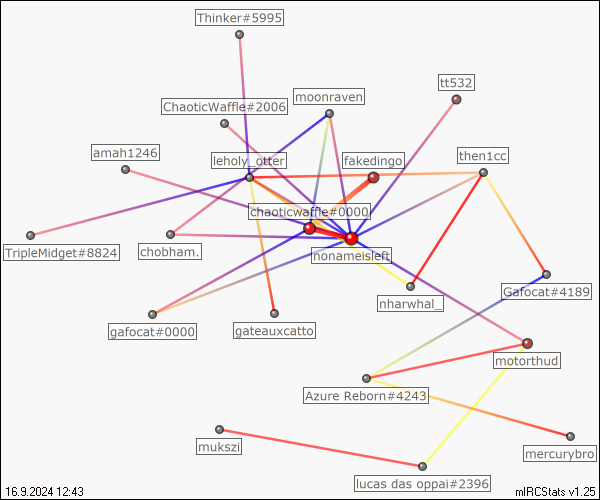 Thinker#5995
tt532
moonraven
ChaoticWaffle#2006
amah1246
leholy_otter
fakedingo
then1cc
chaoticwaffle#0000
TripleMidget#8824
chobham.
nonameisleft
Gafocat#4189
nharwhal_
gafocat#0000
gateauxcatto
motorthud
Azure Reborn#4243
mukszi
mercurybro
lucas das oppai#2396
16.9.2024 12:43
mIRCStats v1.25